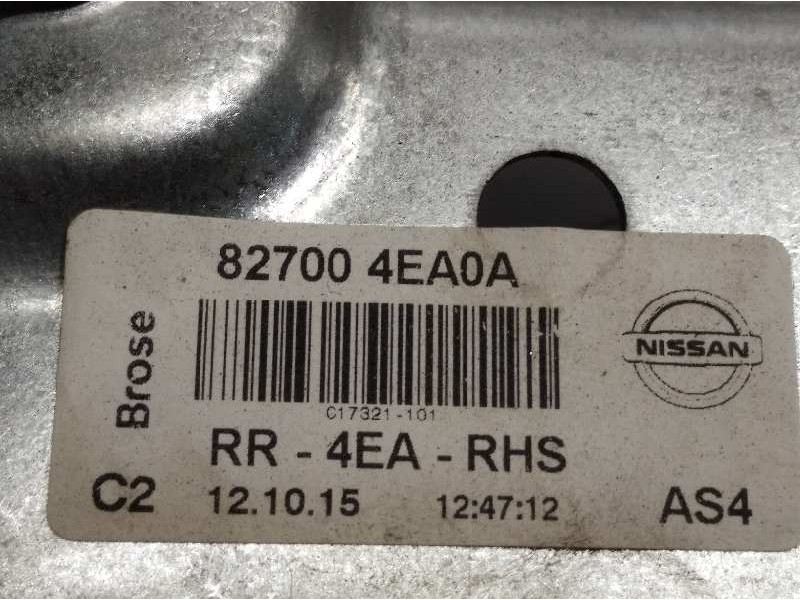 82700 4EA0A
Brose
NISSAN
C17321-101
RR - 4EA - RHS
C2 12.10.15 12:47:12 AS4